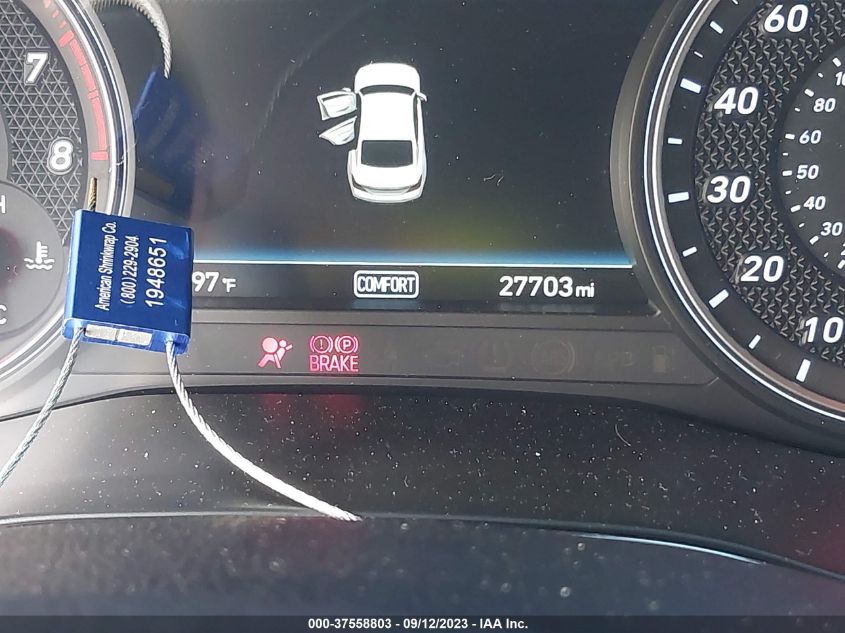 7
8
H
C
American Shrinkwrap Co.
(800)229-2904
1948651
97°F
COMFORT
27703 mi
! P
BRAKE
60
40
30
20
10
80
60
50
40
30
000-37558803 - 09/12/2023 - IAA Inc.